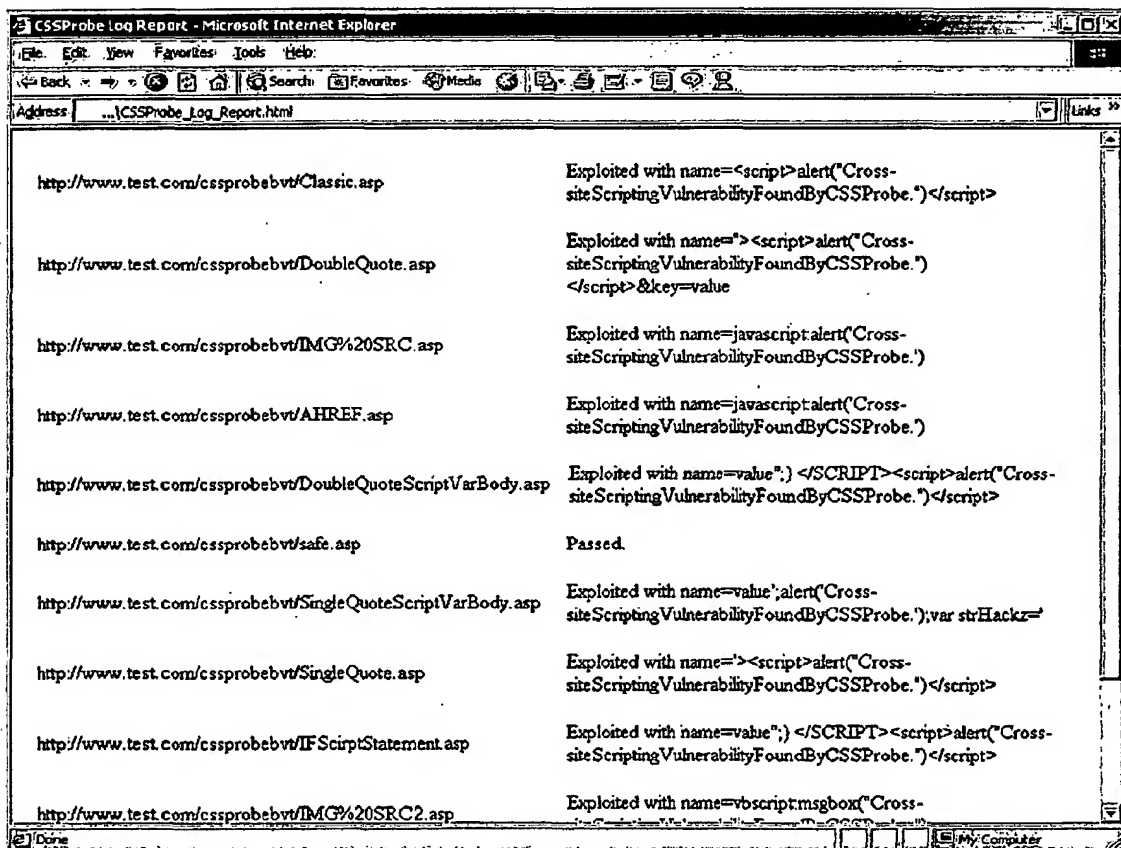 CSSProbe Log Report - Microsoft Internet Explorer
File Edit View Favorites Tools Help
Back Search Favorites Media
Address ...\CSSProbe_Log_Report.html Links »
http://www.test.com/cssprobebvt/Classic.asp
Exploited with name=<script>alert("Cross-
siteScriptingVulnerabilityFoundByCSSProbe.")</script>
http://www.test.com/cssprobebvt/DoubleQuote.asp
Exploited with name="><script>alert("Cross-
siteScriptingVulnerabilityFoundByCSSProbe.")
</script>&key=value
http://www.test.com/cssprobebvt/IMG%20SRC.asp
Exploited with name=javascript:alert('Cross-
siteScriptingVulnerabilityFoundByCSSProbe.')
http://www.test.com/cssprobebvt/AHREF.asp
Exploited with name=javascript:alert('Cross-
siteScriptingVulnerabilityFoundByCSSProbe.')
http://www.test.com/cssprobebvt/DoubleQuoteScriptVarBody.asp
Exploited with name=value";} </SCRIPT><script>alert("Cross-
siteScriptingVulnerabilityFoundByCSSProbe.")</script>
http://www.test.com/cssprobebvt/safe.asp
Passed.
http://www.test.com/cssprobebvt/SingleQuoteScriptVarBody.asp
Exploited with name=value';alert('Cross-
siteScriptingVulnerabilityFoundByCSSProbe.');var strHackz='
http://www.test.com/cssprobebvt/SingleQuote.asp
Exploited with name='><script>alert("Cross-
siteScriptingVulnerabilityFoundByCSSProbe.")</script>
http://www.test.com/cssprobebvt/IFScirptStatement.asp
Exploited with name=value";} </SCRIPT><script>alert("Cross-
siteScriptingVulnerabilityFoundByCSSProbe.")</script>
http://www.test.com/cssprobebvt/IMG%20SRC2.asp
Exploited with name=vbscript:msgbox("Cross-
Done My Computer